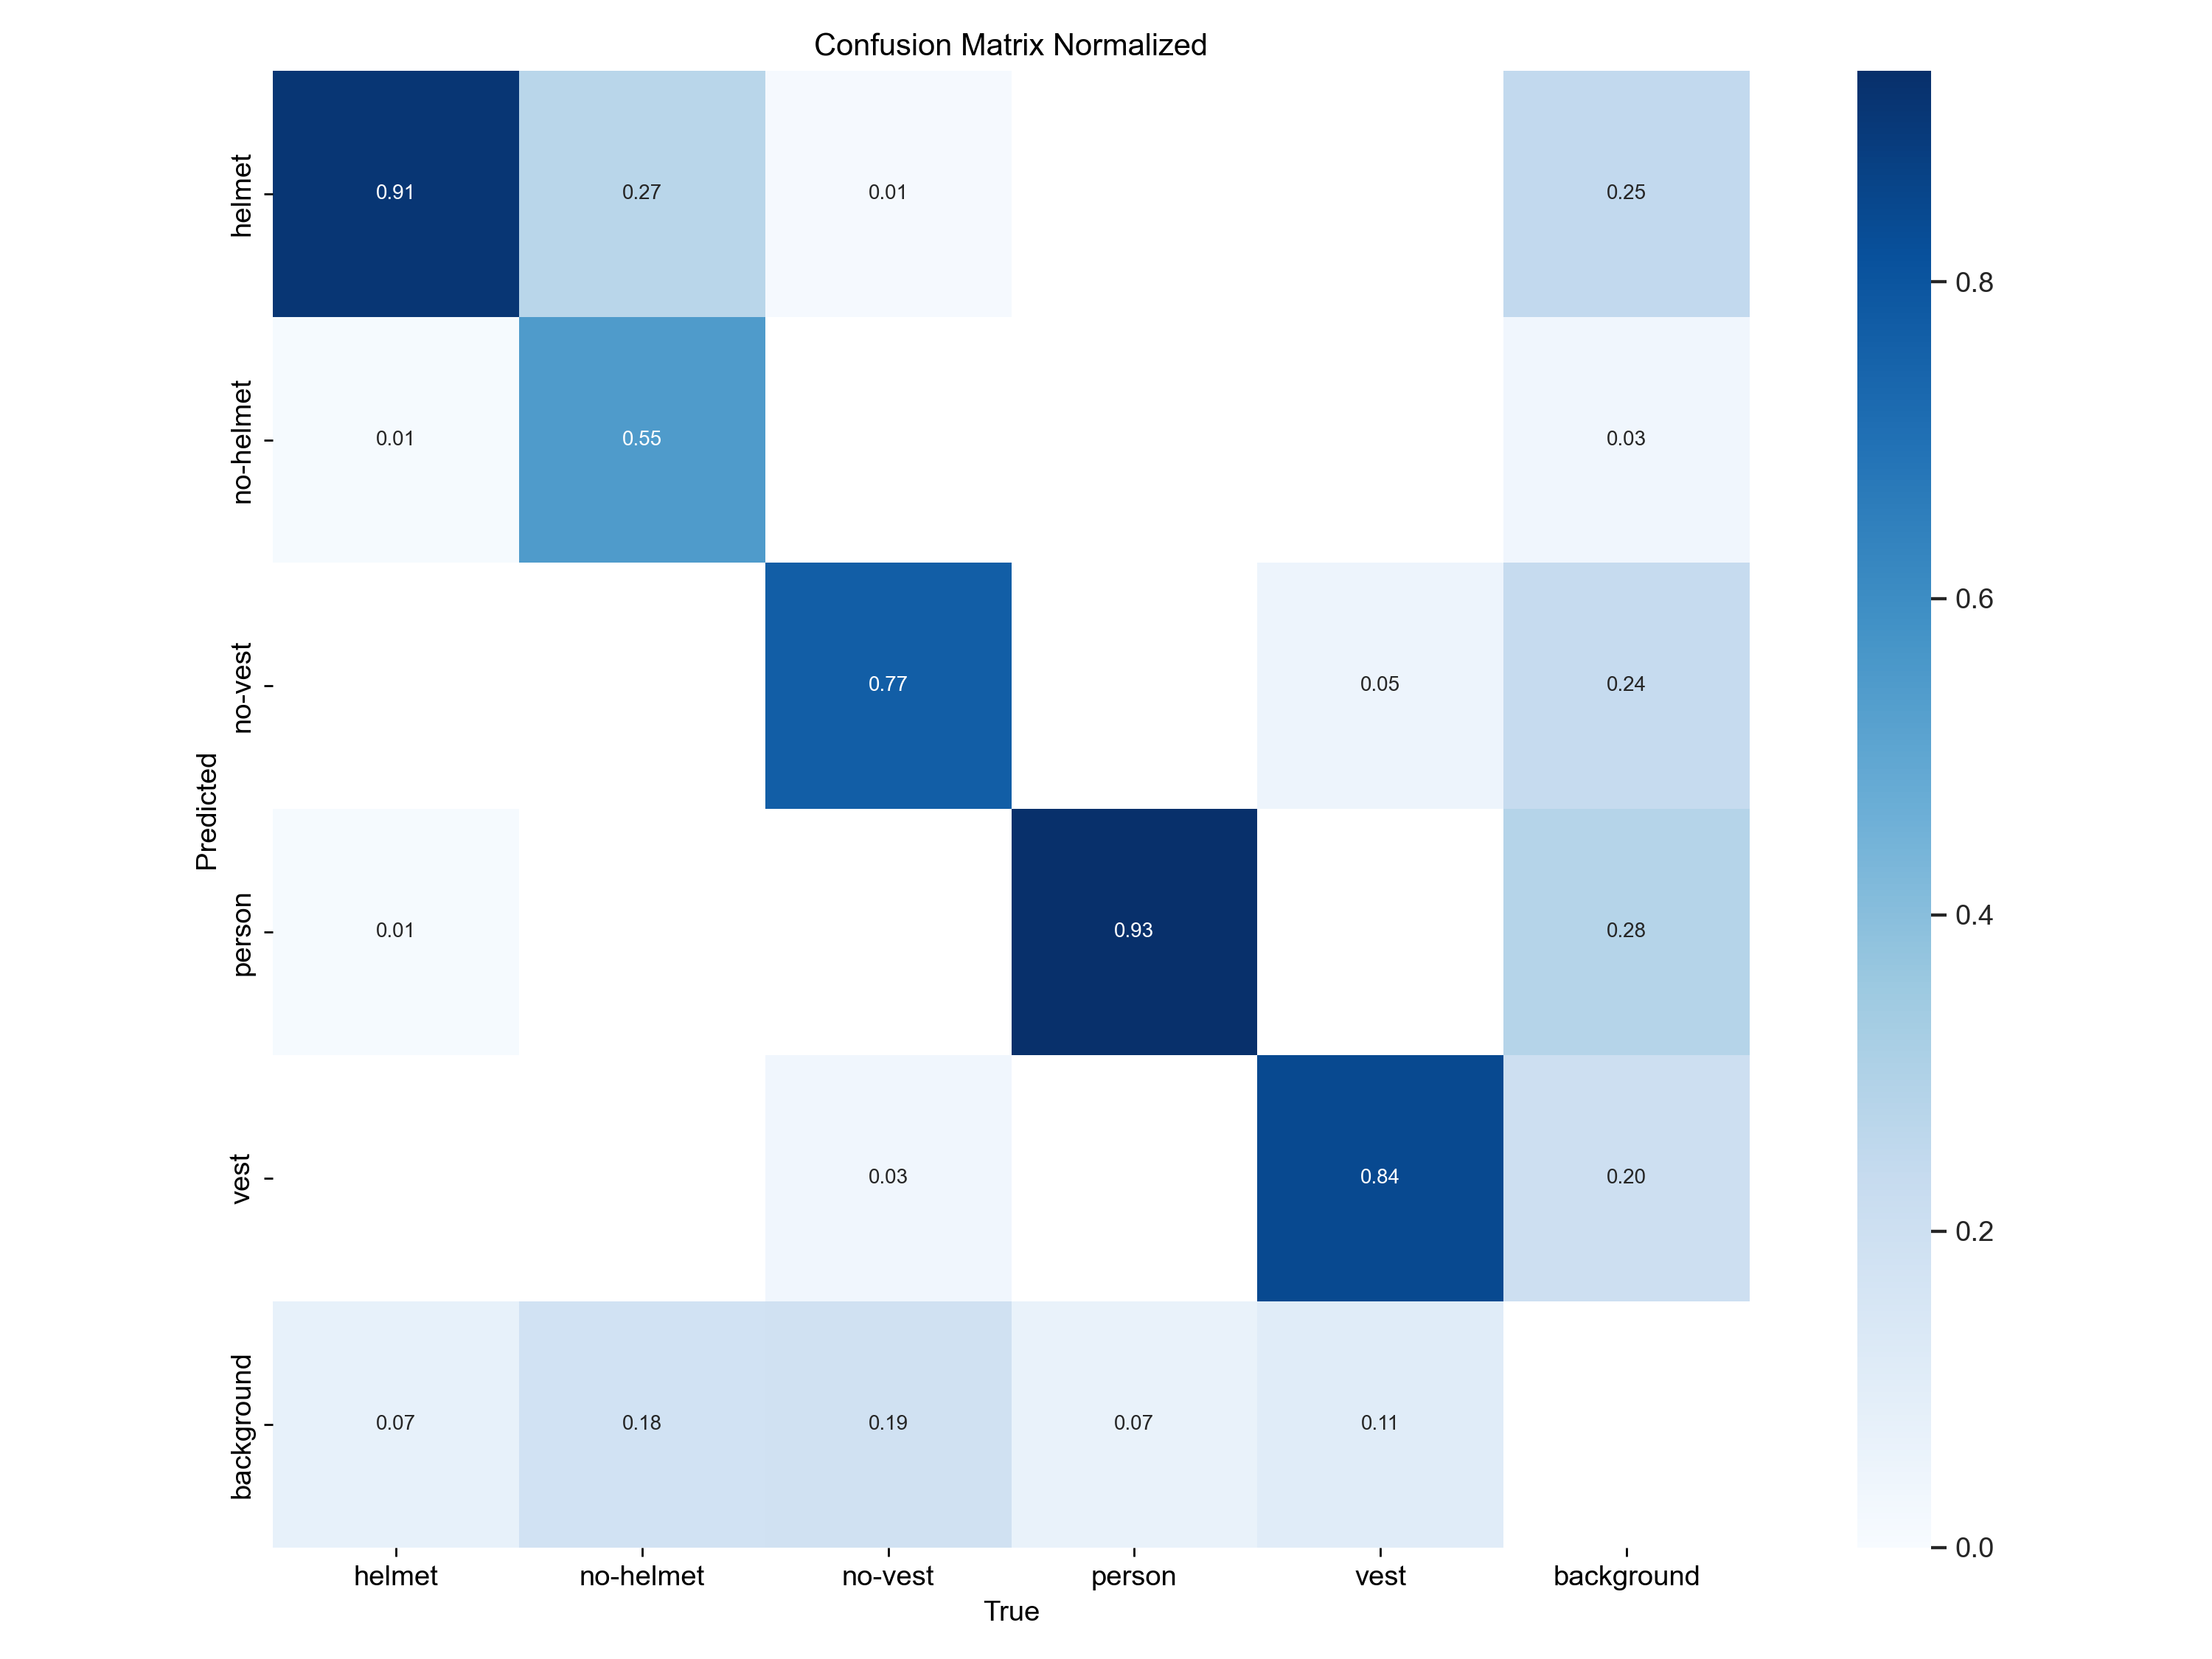 Confusion Matrix Normalized
helmet 0.91 0.27 0.01 0.25
no-helmet 0.01 0.55 0.03
no-vest 0.77 0.05 0.24
person 0.01 0.93 0.28
vest 0.03 0.84 0.20
background 0.07 0.18 0.19 0.07 0.11
Predicted
helmet no-helmet no-vest person vest background
True
0.8
0.6
0.4
0.2
0.0